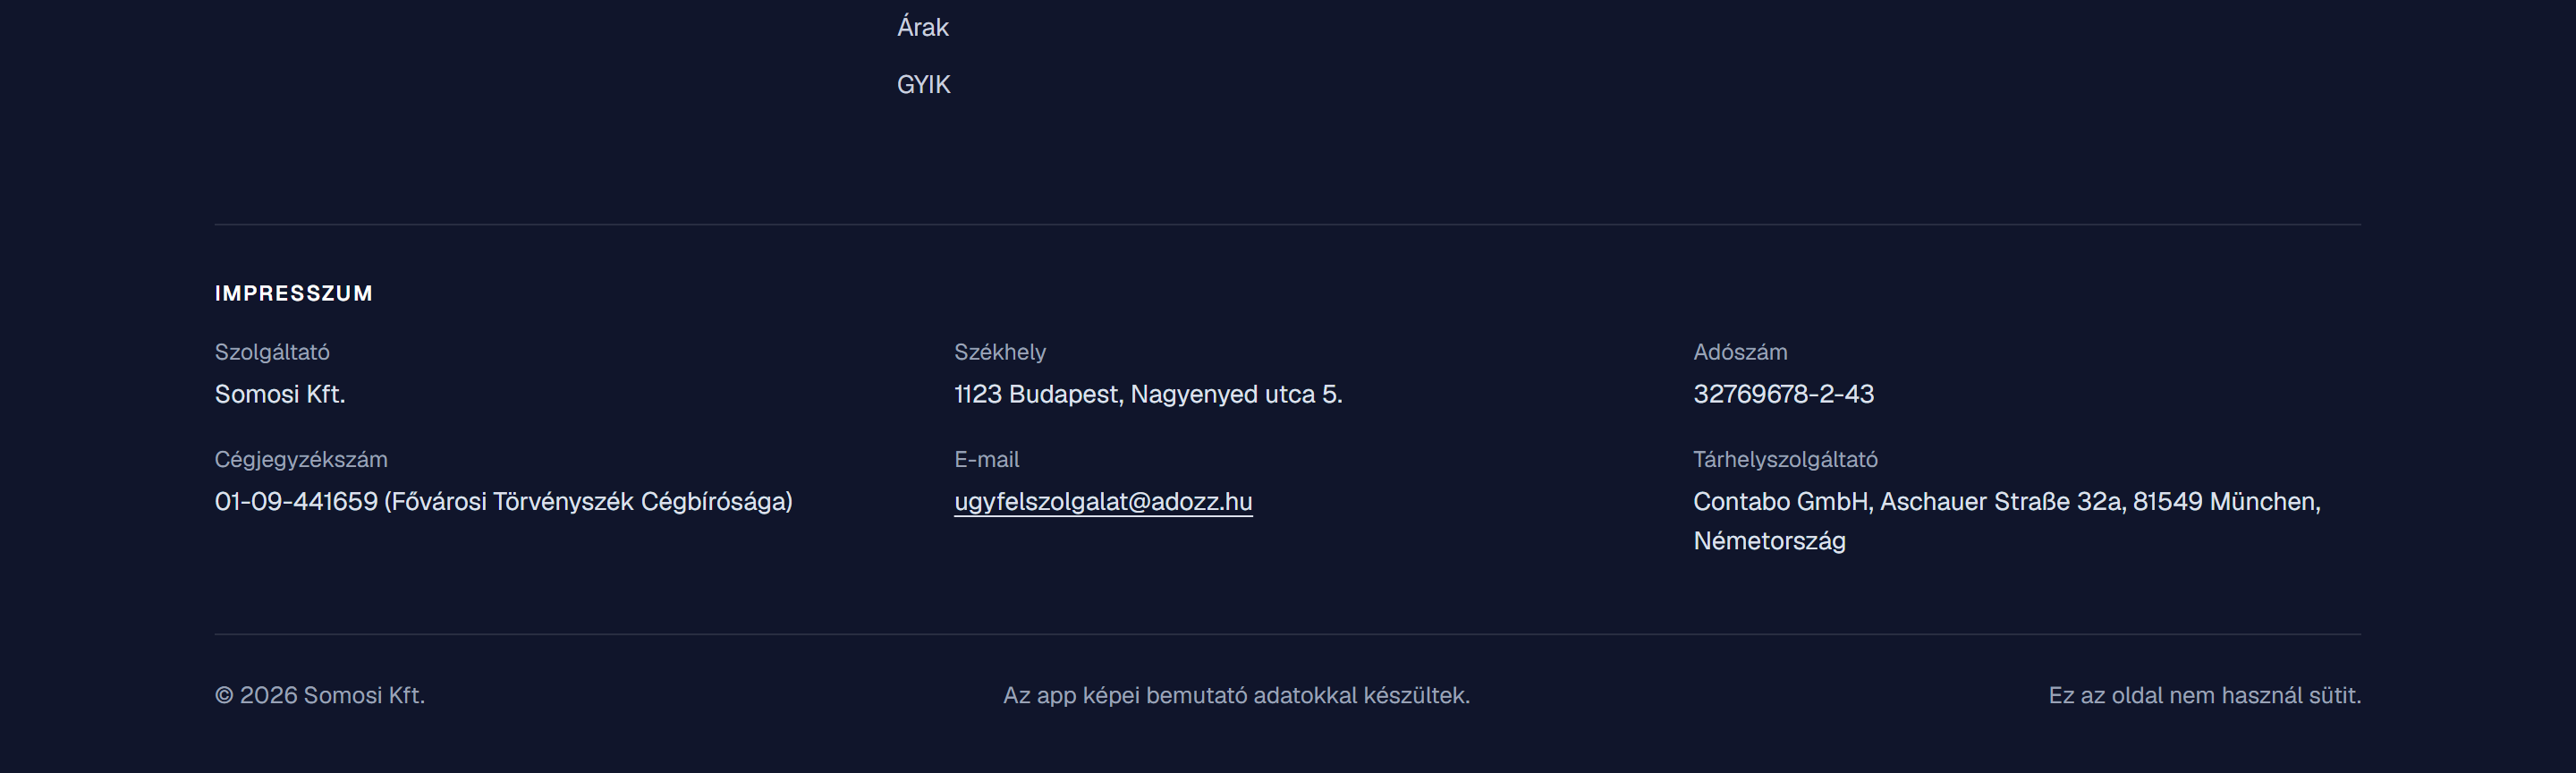 Árak
GYIK
IMPRESSZUM
Szolgáltató
Somosi Kft.
Székhely
1123 Budapest, Nagyenyed utca 5.
Adószám
32769678-2-43
Cégjegyzékszám
01-09-441659 (Fővárosi Törvényszék Cégbírósága)
E-mail
ugyfelszolgalat@adozz.hu
Tárhelyszolgáltató
Contabo GmbH, Aschauer Straße 32a, 81549 München,
Németország
© 2026 Somosi Kft.
Az app képei bemutató adatokkal készültek.
Ez az oldal nem használ sütit.